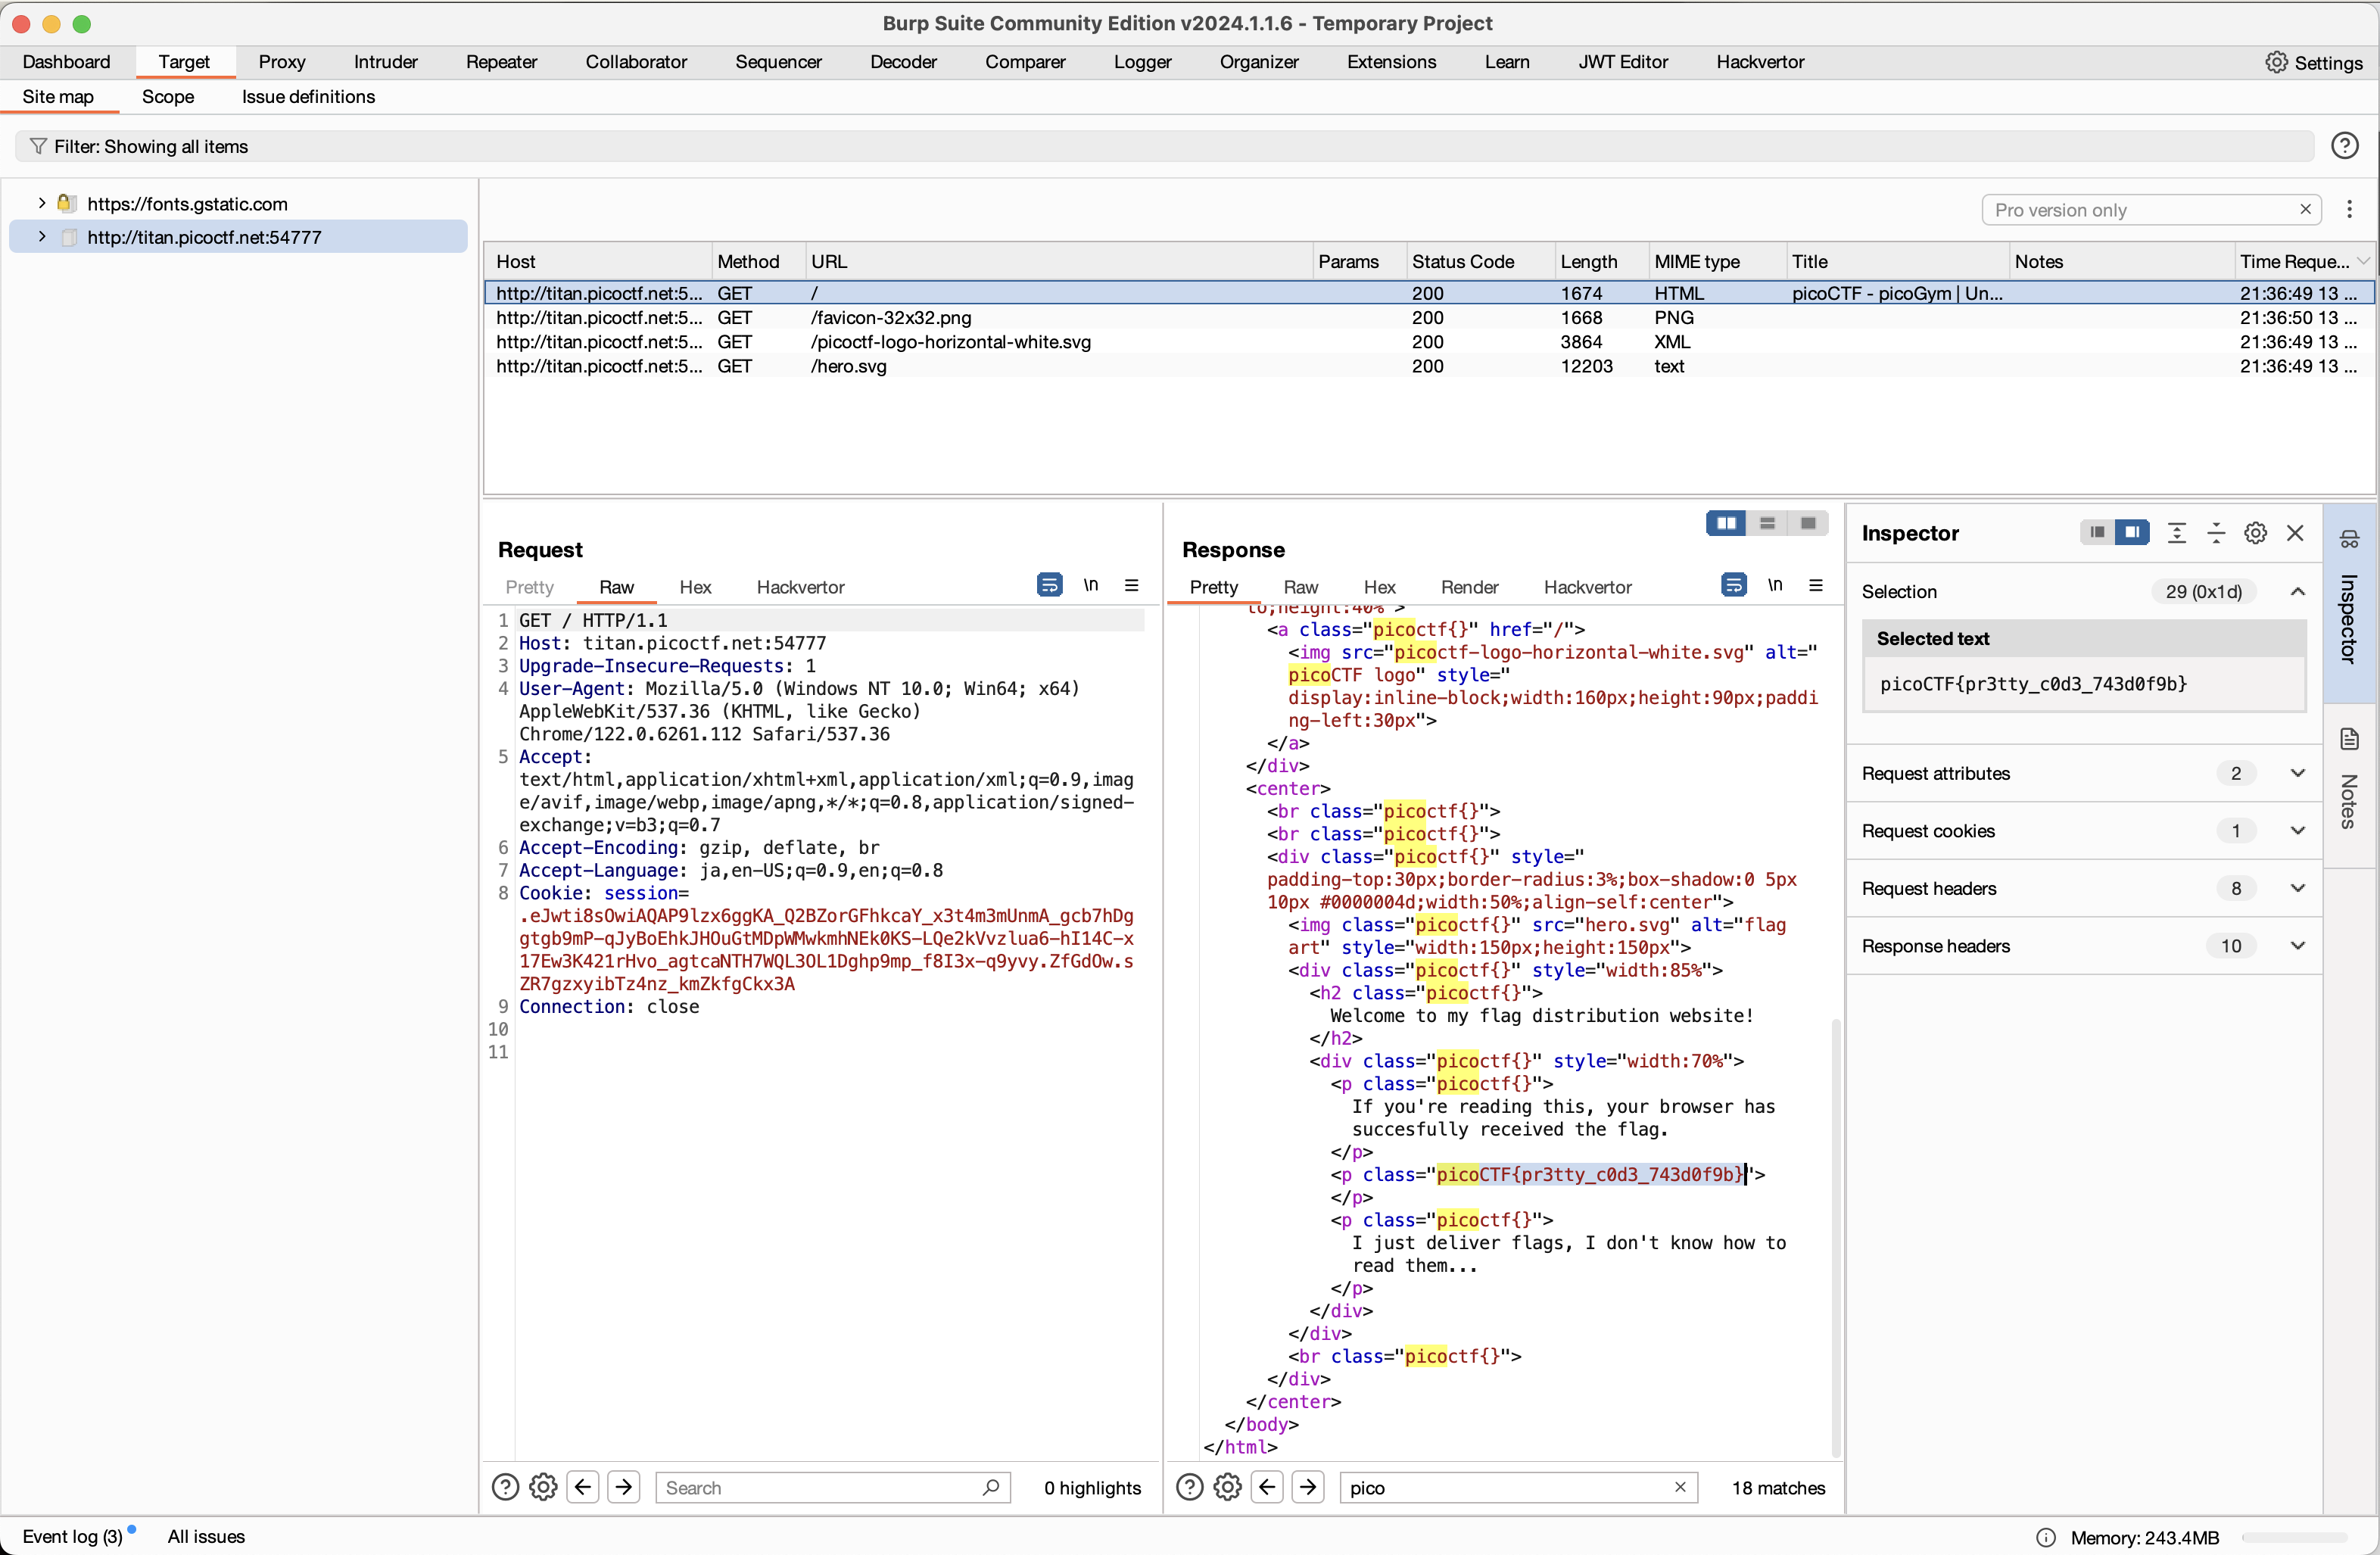 Burp Suite Community Edition v2024.1.1.6 - Temporary Project
Dashboard Target Proxy Intruder Repeater Collaborator Sequencer Decoder Comparer Logger Organizer Extensions Learn JWT Editor Hackvertor Settings
Site map Scope Issue definitions
Filter: Showing all items
https://fonts.gstatic.com
http://titan.picoctf.net:54777
Pro version only
Host Method URL Params Status Code Length MIME type Title Notes Time Reque...
http://titan.picoctf.net:5... GET / 200 1674 HTML picoCTF - picoGym | Un... 21:36:49 13 ...
http://titan.picoctf.net:5... GET /favicon-32x32.png 200 1668 PNG 21:36:50 13 ...
http://titan.picoctf.net:5... GET /picoctf-logo-horizontal-white.svg 200 3864 XML 21:36:49 13 ...
http://titan.picoctf.net:5... GET /hero.svg 200 12203 text 21:36:49 13 ...
Request
Pretty Raw Hex Hackvertor \n
1 GET / HTTP/1.1
2 Host: titan.picoctf.net:54777
3 Upgrade-Insecure-Requests: 1
4 User-Agent: Mozilla/5.0 (Windows NT 10.0; Win64; x64)
AppleWebKit/537.36 (KHTML, like Gecko)
Chrome/122.0.6261.112 Safari/537.36
5 Accept:
text/html,application/xhtml+xml,application/xml;q=0.9,imag
e/avif,image/webp,image/apng,*/*;q=0.8,application/signed-
exchange;v=b3;q=0.7
6 Accept-Encoding: gzip, deflate, br
7 Accept-Language: ja,en-US;q=0.9,en;q=0.8
8 Cookie: session=
.eJwti8sOwiAQAP9lzx6ggKA_Q2BZorGFhkcaY_x3t4m3mUnmA_gcb7hDg
gtgb9mP-qJyBoEhkJHOuGtMDpWMwkmhNEk0KS-LQe2kVvzlua6-hI14C-x
17Ew3K421rHvo_agtcaNTH7WQL3OL1Dghp9mp_f8I3x-q9yvy.ZfGdOw.s
ZR7gzxyibTz4nz_kmZkfgCkx3A
9 Connection: close
10
11
0 highlights
Search
Response
Pretty Raw Hex Render Hackvertor \n
to;height:40%">
<a class="picoctf{}" href="/">
<img src="picoctf-logo-horizontal-white.svg" alt="
picoCTF logo" style="
display:inline-block;width:160px;height:90px;paddi
ng-left:30px">
</a>
</div>
<center>
<br class="picoctf{}">
<br class="picoctf{}">
<div class="picoctf{}" style="
padding-top:30px;border-radius:3%;box-shadow:0 5px
10px #0000004d;width:50%;align-self:center">
<img class="picoctf{}" src="hero.svg" alt="flag
art" style="width:150px;height:150px">
<div class="picoctf{}" style="width:85%">
<h2 class="picoctf{}">
Welcome to my flag distribution website!
</h2>
<div class="picoctf{}" style="width:70%">
<p class="picoctf{}">
If you're reading this, your browser has
succesfully received the flag.
</p>
<p class="picoCTF{pr3tty_c0d3_743d0f9b}">
</p>
<p class="picoctf{}">
I just deliver flags, I don't know how to
read them...
</p>
</div>
</div>
<br class="picoctf{}">
</div>
</center>
</body>
</html>
pico
18 matches
Inspector
Selection 29 (0x1d)
Selected text
picoCTF{pr3tty_c0d3_743d0f9b}
Request attributes 2
Request cookies 1
Request headers 8
Response headers 10
Inspector
Notes
Event log (3) All issues
Memory: 243.4MB